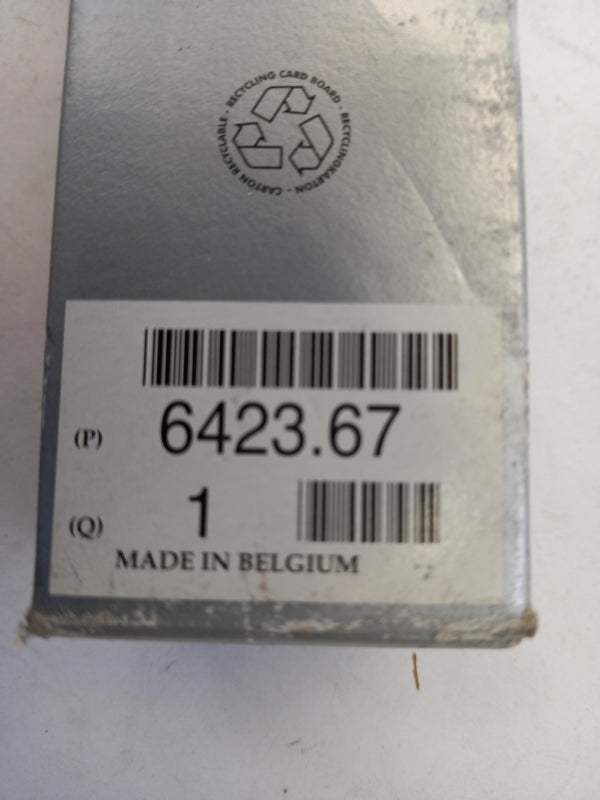 RECYCLING CARD BOARD - RECYCLINGKARTON - CARTON RECYCLABLE -
(P) 6423.67
(Q) 1
MADE IN BELGIUM